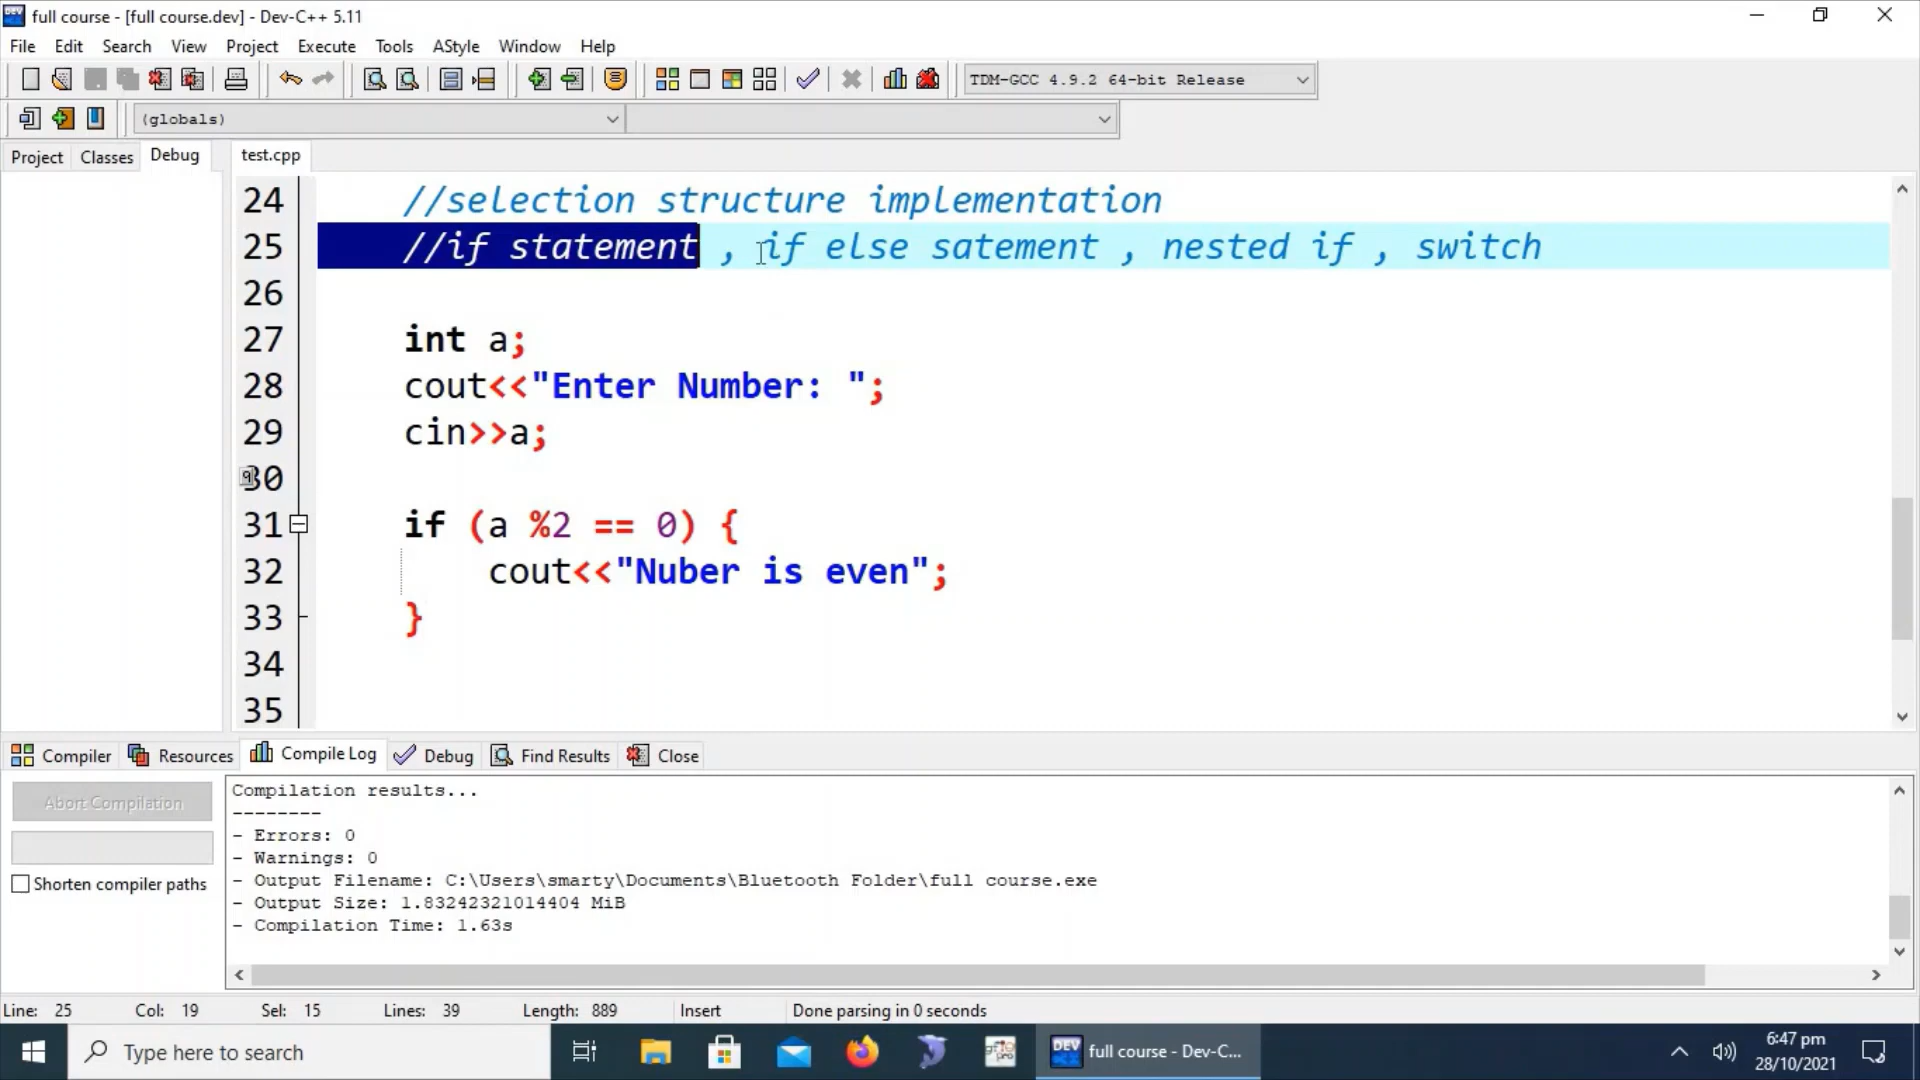 full course - [full course.dev] - Dev-C++ 5.11
File Edit Search View Project Execute Tools AStyle Window Help
TDM-GCC 4.9.2 64-bit Release
(globals)
Project Classes Debug test.cpp
24 //selection structure implementation
25 //if statement , if else satement , nested if , switch
26
27 int a;
28 cout<<"Enter Number: ";
29 cin>>a;
30
31 if (a %2 == 0) {
32 cout<<"Nuber is even";
33 }
34
35
Compiler Resources Compile Log Debug Find Results Close
Abort Compilation
Shorten compiler paths
Compilation results...
--------
- Errors: 0
- Warnings: 0
- Output Filename: C:\Users\smarty\Documents\Bluetooth Folder\full course.exe
- Output Size: 1.83242321014404 MiB
- Compilation Time: 1.63s
Line: 25 Col: 19 Sel: 15 Lines: 39 Length: 889 Insert Done parsing in 0 seconds
Type here to search
DEV
full course - Dev-C...
6:47 pm
28/10/2021